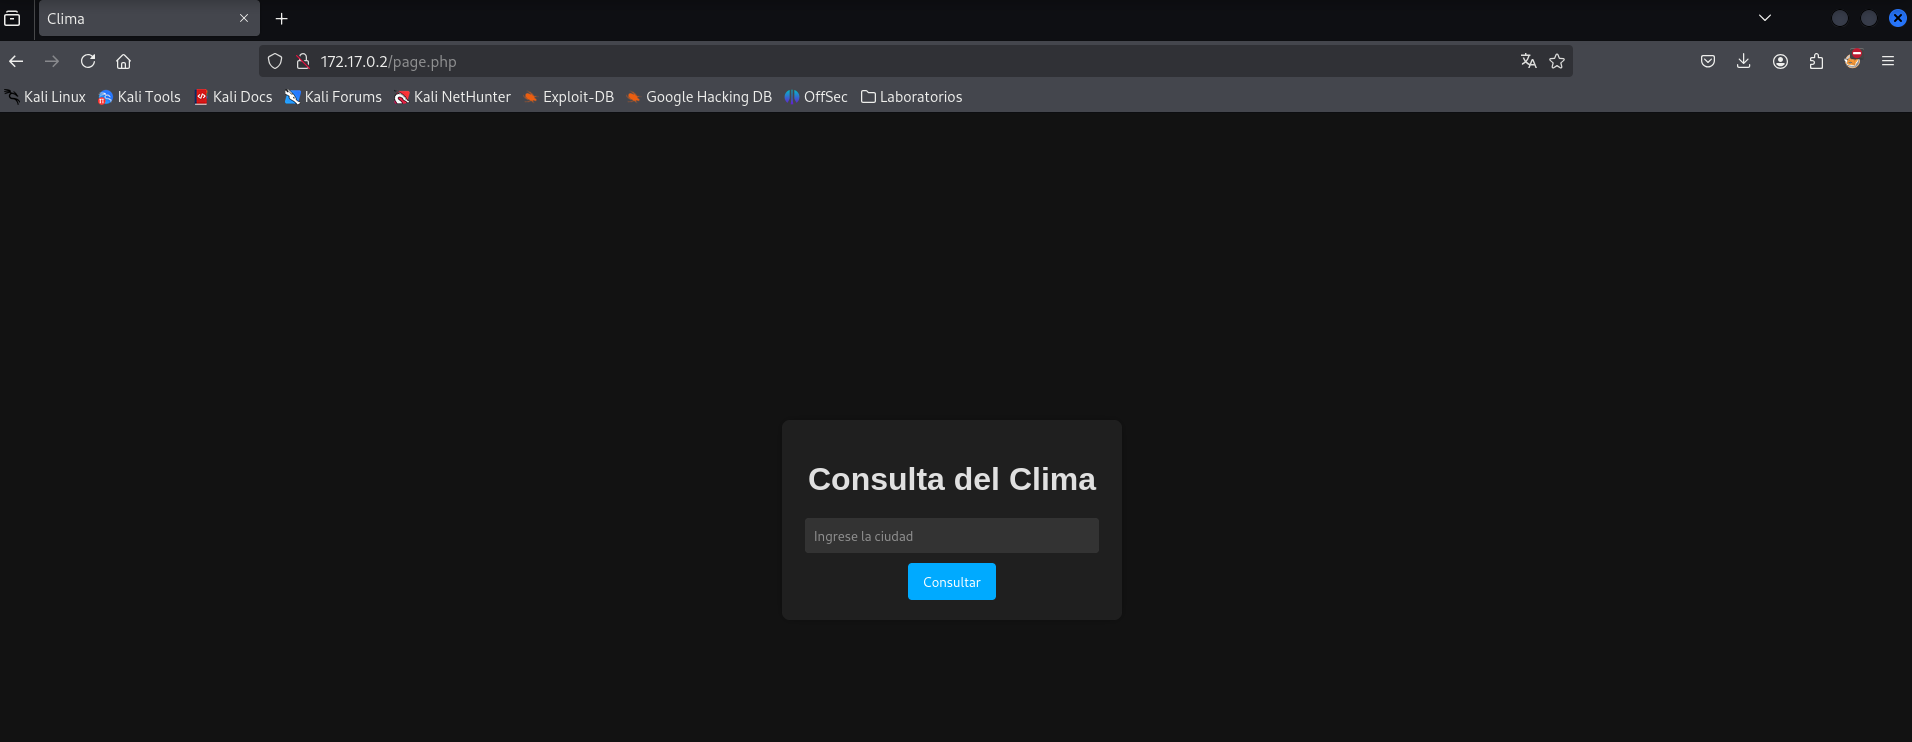 Clima
172.17.0.2/page.php
Kali Linux Kali Tools Kali Docs Kali Forums Kali NetHunter Exploit-DB Google Hacking DB OffSec Laboratorios
Consulta del Clima
Ingrese la ciudad
Consultar